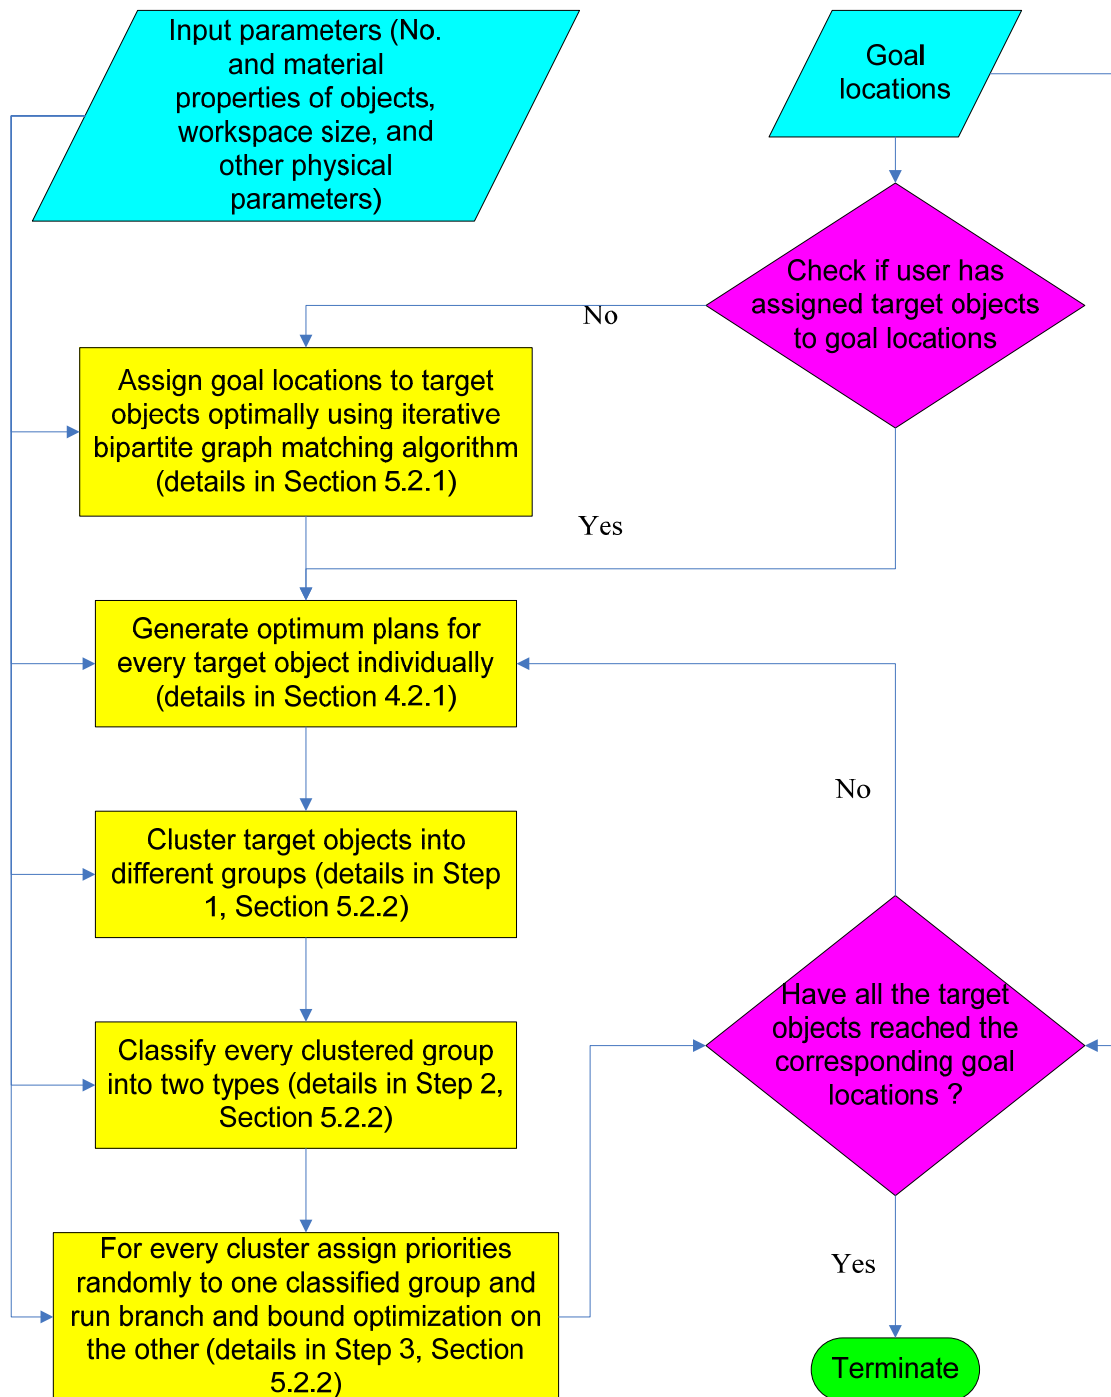 Input parameters (No.
and material
properties of objects,
workspace size, and
other physical
parameters)
Goal
locations
Check if user has
assigned target objects
to goal locations
No
Assign goal locations to target
objects optimally using iterative
bipartite graph matching algorithm
(details in Section 5.2.1)
Yes
Generate optimum plans for
every target object individually
(details in Section 4.2.1)
No
Cluster target objects into
different groups (details in Step
1, Section 5.2.2)
Have all the target
objects reached the
corresponding goal
locations ?
Classify every clustered group
into two types (details in Step 2,
Section 5.2.2)
For every cluster assign priorities
randomly to one classified group and
run branch and bound optimization on
the other (details in Step 3, Section
5.2.2)
Yes
Terminate